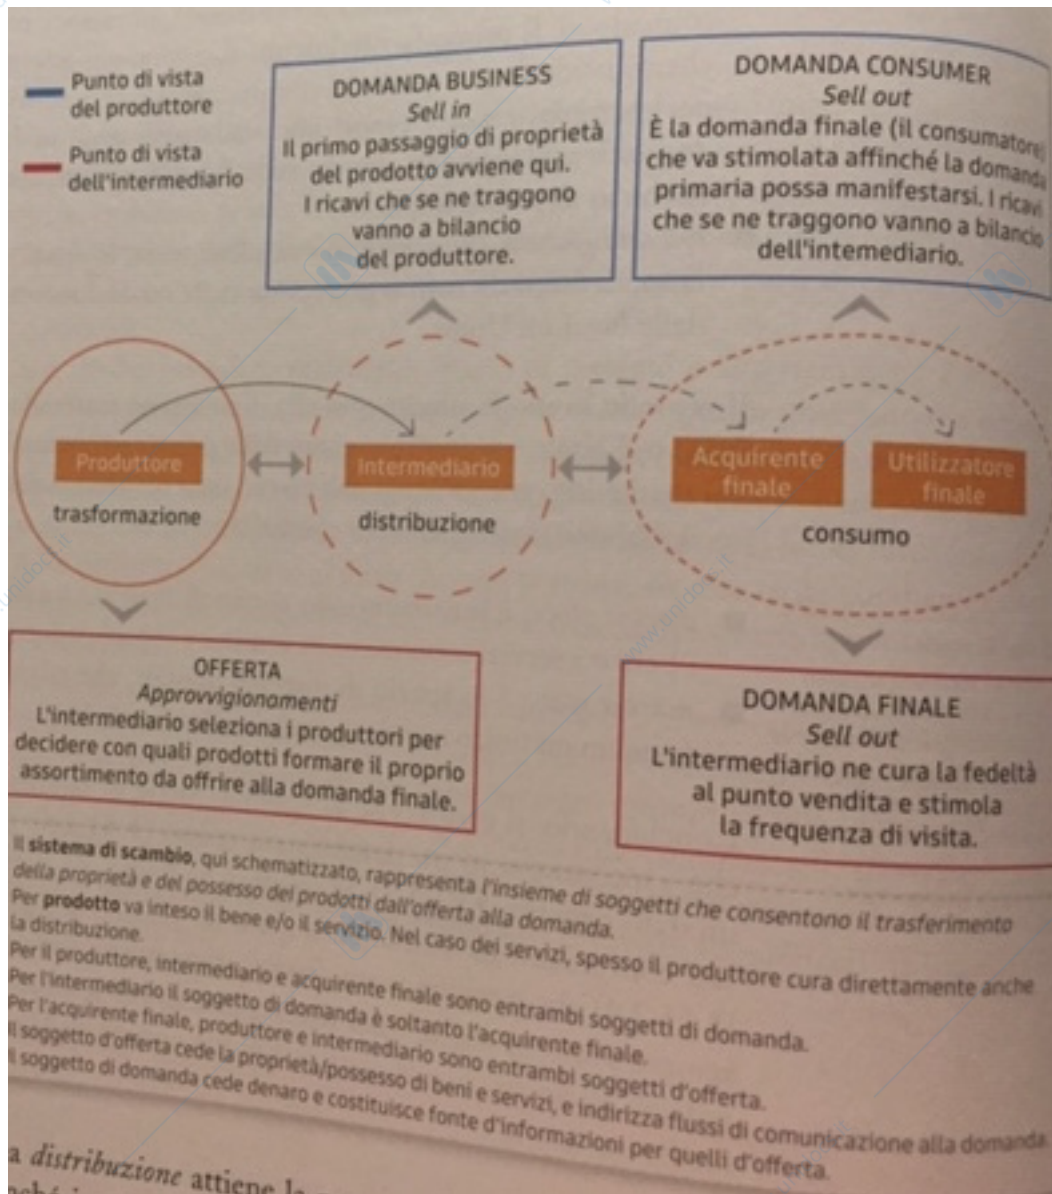 Punto di vista
del produttore
Punto di vista
dell'intermediario
DOMANDA BUSINESS
Sell in
Il primo passaggio di proprietà
del prodotto avviene qui.
I ricavi che se ne traggono
vanno a bilancio
del produttore.
DOMANDA CONSUMER
Sell out
È la domanda finale (il consumatore)
che va stimolata affinché la domanda
primaria possa manifestarsi. I ricavi
che se ne traggono vanno a bilancio
dell'intemediario.
Produttore
trasformazione
Intermediario
distribuzione
Acquirente
finale
Utilizzatore
finale
consumo
OFFERTA
Approvvigionamenti
L'intermediario seleziona i produttori per
decidere con quali prodotti formare il proprio
assortimento da offrire alla domanda finale.
DOMANDA FINALE
Sell out
L'intermediario ne cura la fedeltà
al punto vendita e stimola
la frequenza di visita.
Il sistema di scambio, qui schematizzato, rappresenta l'insieme di soggetti che consentono il trasferimento
della proprietà e del possesso dei prodotti dall'offerta alla domanda.
Per prodotto va inteso il bene e/o il servizio. Nel caso dei servizi, spesso il produttore cura direttamente anche
la distribuzione.
Per il produttore, intermediario e acquirente finale sono entrambi soggetti di domanda.
Per l'intermediario il soggetto di domanda è soltanto l'acquirente finale.
Per l'acquirente finale, produttore e intermediario sono entrambi soggetti d'offerta.
Il soggetto d'offerta cede la proprietà/possesso di beni e servizi, e indirizza flussi di comunicazione alla domanda.
Il soggetto di domanda cede denaro e costituisce fonte d'informazioni per quelli d'offerta.
a distribuzione attiene
www.unidoc.it